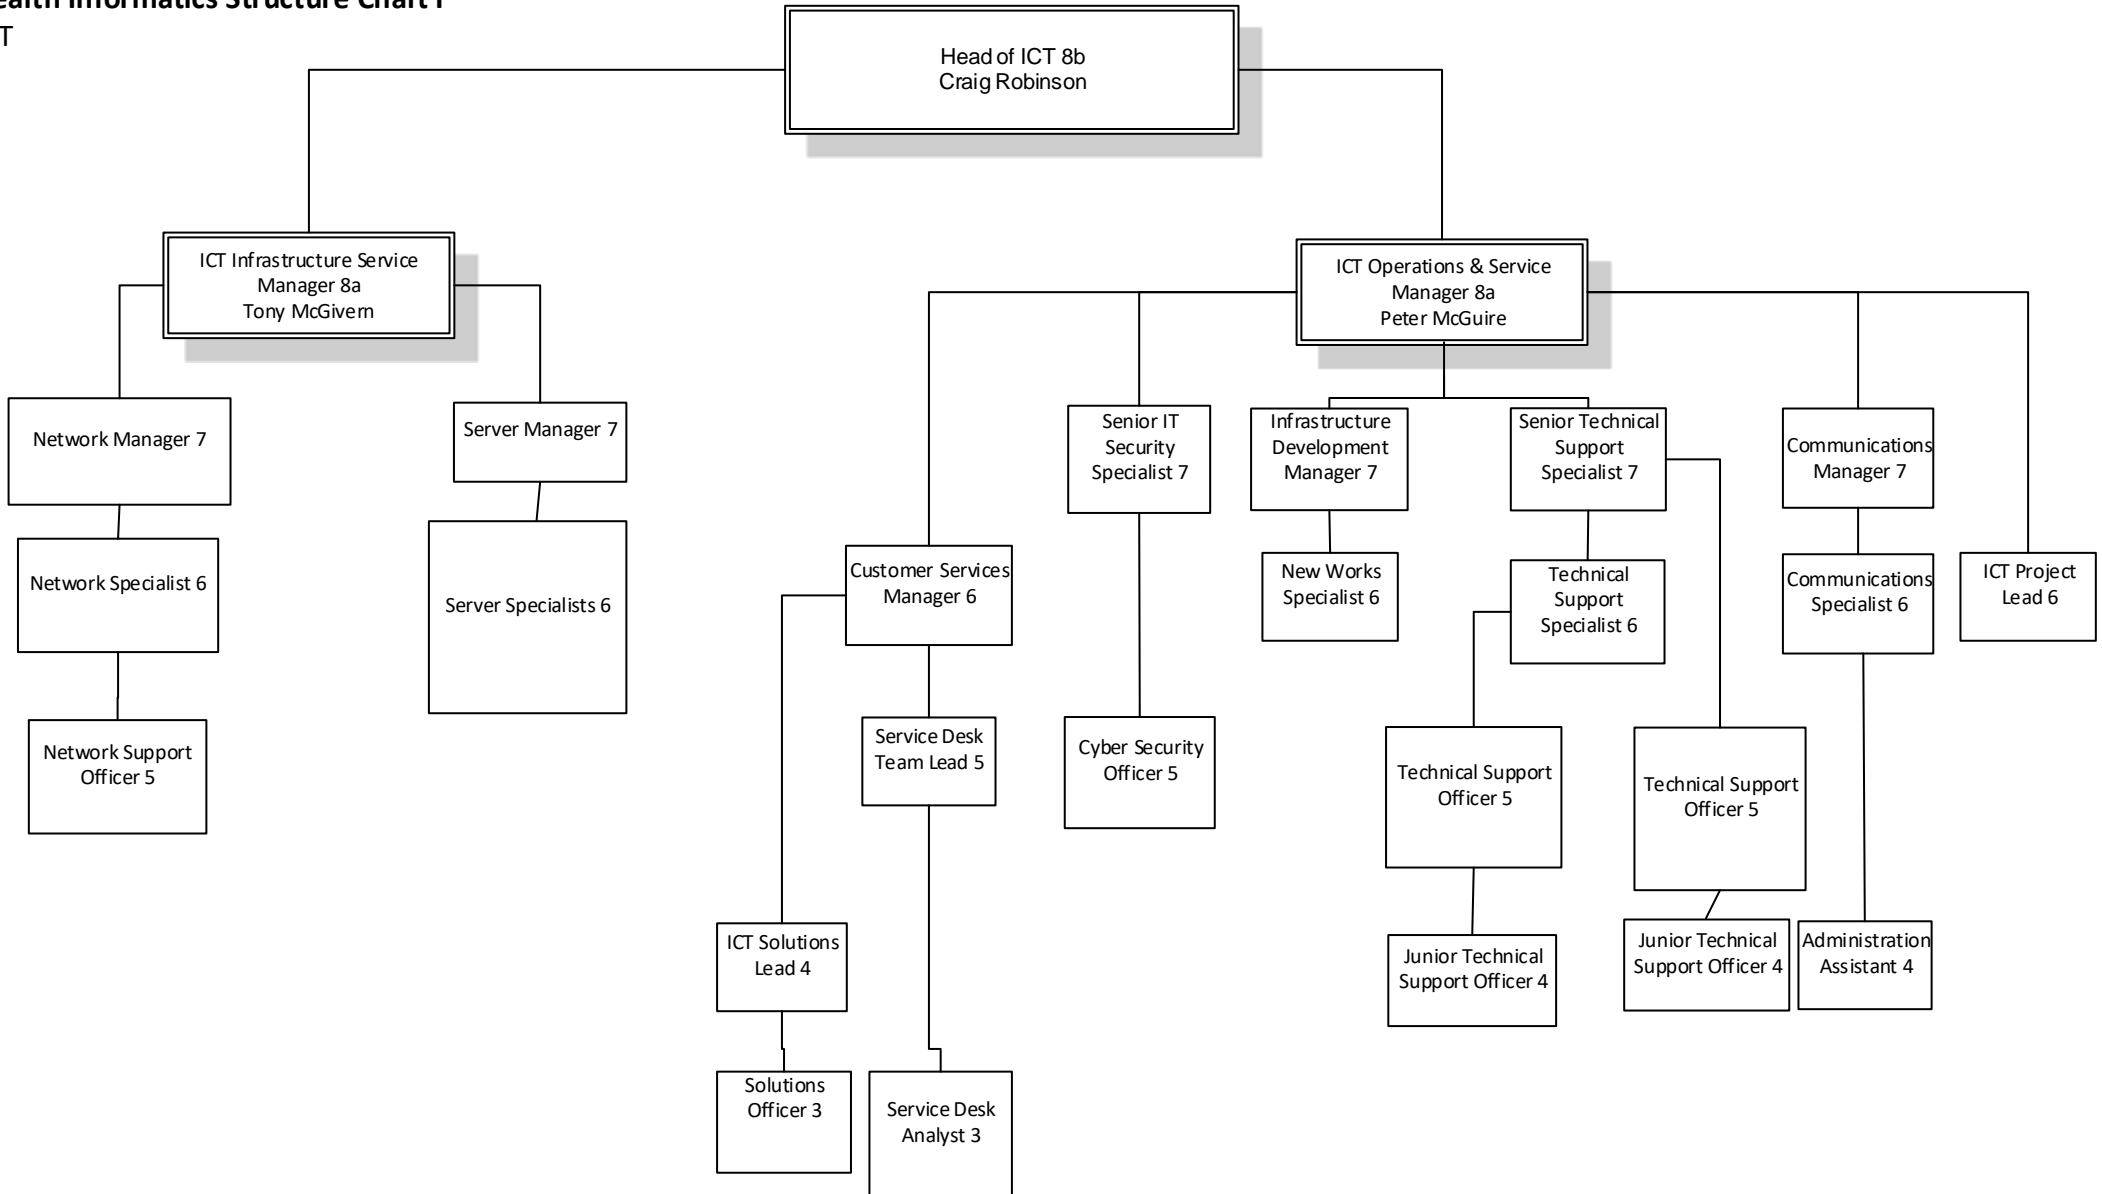 ealth Informatics Structure Chart I
T
Head of ICT 8b
Craig Robinson
ICT Infrastructure Service
Manager 8a
Tony McGivern
ICT Operations & Service
Manager 8a
Peter McGuire
Network Manager 7
Server Manager 7
Senior IT
Security
Specialist 7
Infrastructure
Development
Manager 7
Senior Technical
Support
Specialist 7
Communications
Manager 7
Network Specialist 6
Server Specialists 6
Customer Services
Manager 6
New Works
Specialist 6
Technical
Support
Specialist 6
Communications
Specialist 6
ICT Project
Lead 6
Network Support
Officer 5
Service Desk
Team Lead 5
Cyber Security
Officer 5
Technical Support
Officer 5
Technical Support
Officer 5
ICT Solutions
Lead 4
Junior Technical
Support Officer 4
Junior Technical
Support Officer 4
Administration
Assistant 4
Solutions
Officer 3
Service Desk
Analyst 3